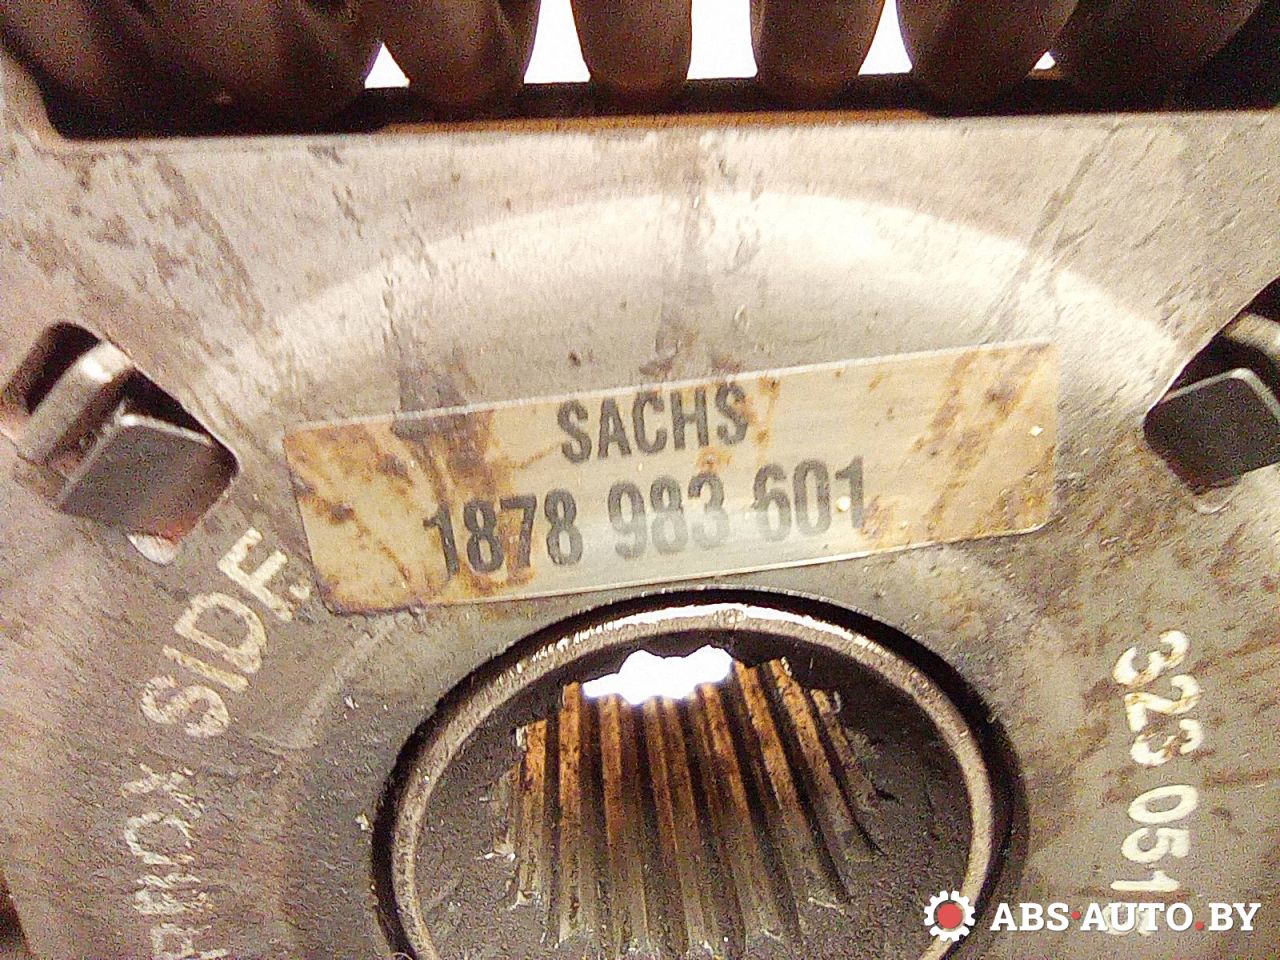 SACHS
1878 983 601
SIDE
323 051
ABS·AUTO.BY